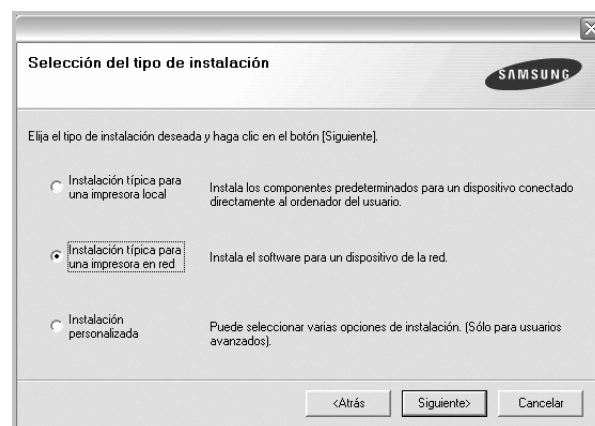 Selección del tipo de instalación
SAMSUNG
Elija el tipo de instalación deseada y haga clic en el botón [Siguiente].
Instalación típica para
una impresora local
Instala los componentes predeterminados para un dispositivo conectado
directamente al ordenador del usuario.
Instalación típica para
una impresora en red
Instala el software para un dispositivo de la red.
Instalación
personalizada
Puede seleccionar varias opciones de instalación. (Sólo para usuarios
avanzados).
<Atrás
Siguiente>
Cancelar